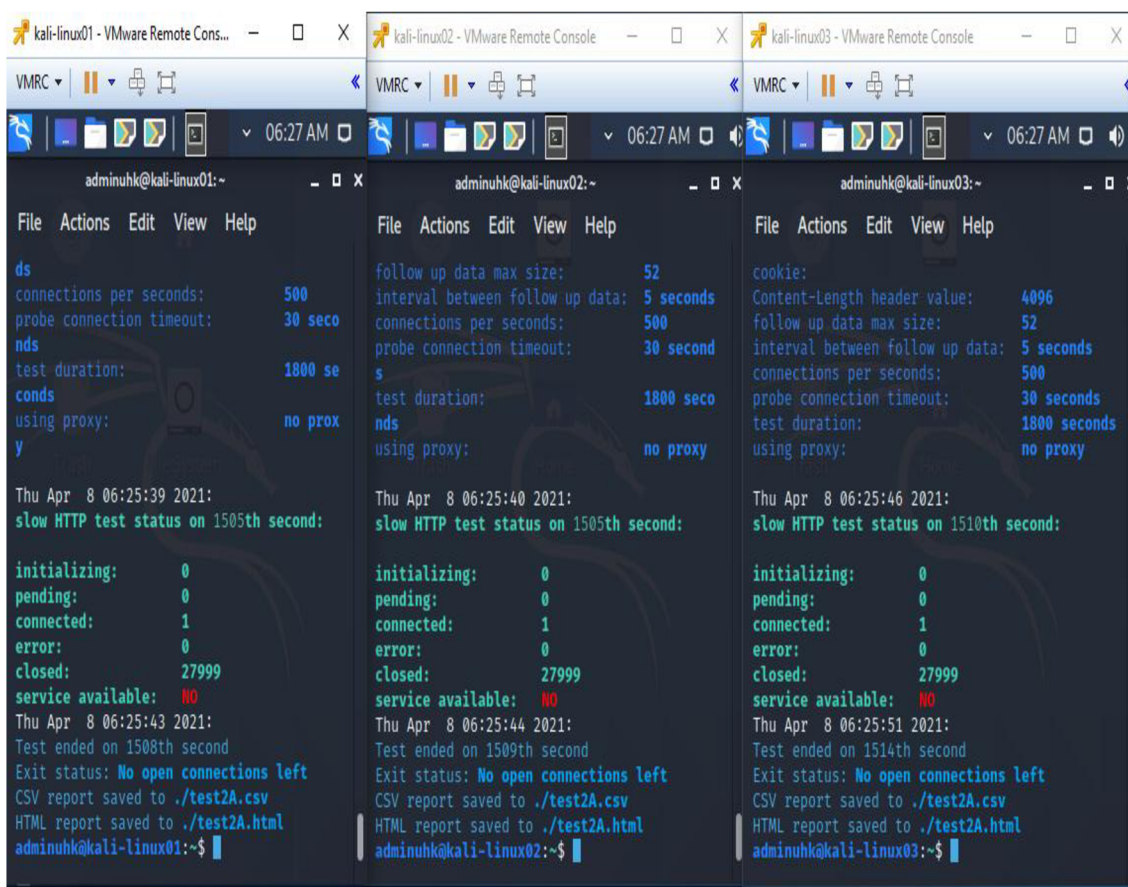 kali-linux01 - VMware Remote Cons...
VMRC
06:27 AM
adminuhk@kali-linux01:~
File Actions Edit View Help
ds
connections per seconds: 500
probe connection timeout: 30 seco
nds
test duration: 1800 se
conds
using proxy: no prox
y
Thu Apr 8 06:25:39 2021:
slow HTTP test status on 1505th second:
initializing: 0
pending: 0
connected: 1
error: 0
closed: 27999
service available: NO
Thu Apr 8 06:25:43 2021:
Test ended on 1508th second
Exit status: No open connections left
CSV report saved to ./test2A.csv
HTML report saved to ./test2A.html
adminuhk@kali-linux01:~$
kali-linux02 - VMware Remote Console
VMRC
06:27 AM
adminuhk@kali-linux02:~
File Actions Edit View Help
follow up data max size: 52
interval between follow up data: 5 seconds
connections per seconds: 500
probe connection timeout: 30 second
s
test duration: 1800 seco
nds
using proxy: no proxy
Thu Apr 8 06:25:40 2021:
slow HTTP test status on 1505th second:
initializing: 0
pending: 0
connected: 1
error: 0
closed: 27999
service available: NO
Thu Apr 8 06:25:44 2021:
Test ended on 1509th second
Exit status: No open connections left
CSV report saved to ./test2A.csv
HTML report saved to ./test2A.html
adminuhk@kali-linux02:~$
kali-linux03 - VMware Remote Console
VMRC
06:27 AM
adminuhk@kali-linux03:~
File Actions Edit View Help
cookie:
Content-Length header value: 4096
follow up data max size: 52
interval between follow up data: 5 seconds
connections per seconds: 500
probe connection timeout: 30 seconds
test duration: 1800 seconds
using proxy: no proxy
Thu Apr 8 06:25:46 2021:
slow HTTP test status on 1510th second:
initializing: 0
pending: 0
connected: 1
error: 0
closed: 27999
service available: NO
Thu Apr 8 06:25:51 2021:
Test ended on 1514th second
Exit status: No open connections left
CSV report saved to ./test2A.csv
HTML report saved to ./test2A.html
adminuhk@kali-linux03:~$